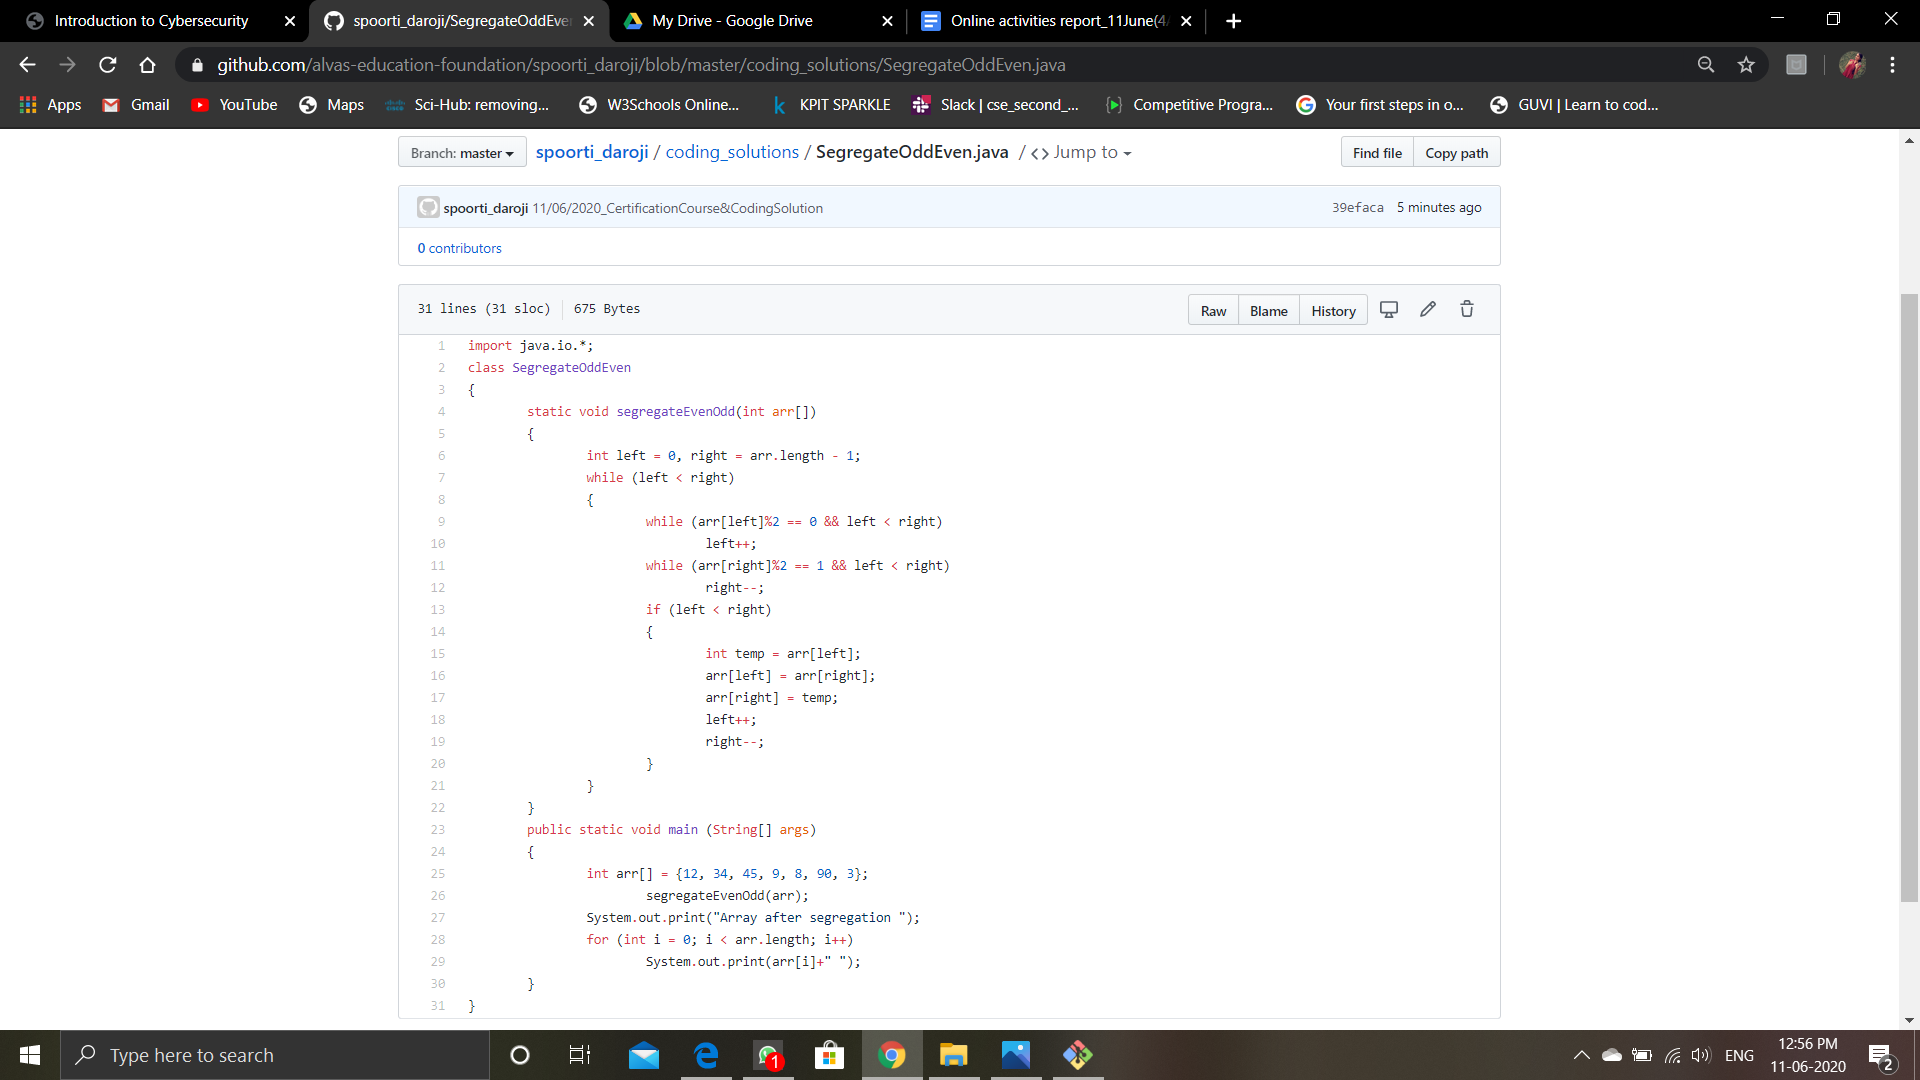 Introduction to Cybersecurity
spoorti_daroji/SegregateOddEve
My Drive - Google Drive
Online activities report_11June(4
github.com/alvas-education-foundation/spoorti_daroji/blob/master/coding_solutions/SegregateOddEven.java
Apps Gmail YouTube Maps Sci-Hub: removing... W3Schools Online... KPIT SPARKLE Slack | cse_second_... Competitive Progra... Your first steps in o... GUVI | Learn to cod...
Branch: master spoorti_daroji / coding_solutions / SegregateOddEven.java / <> Jump to Find file Copy path
spoorti_daroji 11/06/2020_CertificationCourse&CodingSolution 39efaca 5 minutes ago
0 contributors
31 lines (31 sloc) 675 Bytes Raw Blame History
1 import java.io.*;
2 class SegregateOddEven
3 {
4 static void segregateEvenOdd(int arr[])
5 {
6 int left = 0, right = arr.length - 1;
7 while (left < right)
8 {
9 while (arr[left]%2 == 0 && left < right)
10 left++;
11 while (arr[right]%2 == 1 && left < right)
12 right--;
13 if (left < right)
14 {
15 int temp = arr[left];
16 arr[left] = arr[right];
17 arr[right] = temp;
18 left++;
19 right--;
20 }
21 }
22 }
23 public static void main (String[] args)
24 {
25 int arr[] = {12, 34, 45, 9, 8, 90, 3};
26 segregateEvenOdd(arr);
27 System.out.print("Array after segregation ");
28 for (int i = 0; i < arr.length; i++)
29 System.out.print(arr[i]+" ");
30 }
31 }
Type here to search
1
ENG
12:56 PM
11-06-2020
2